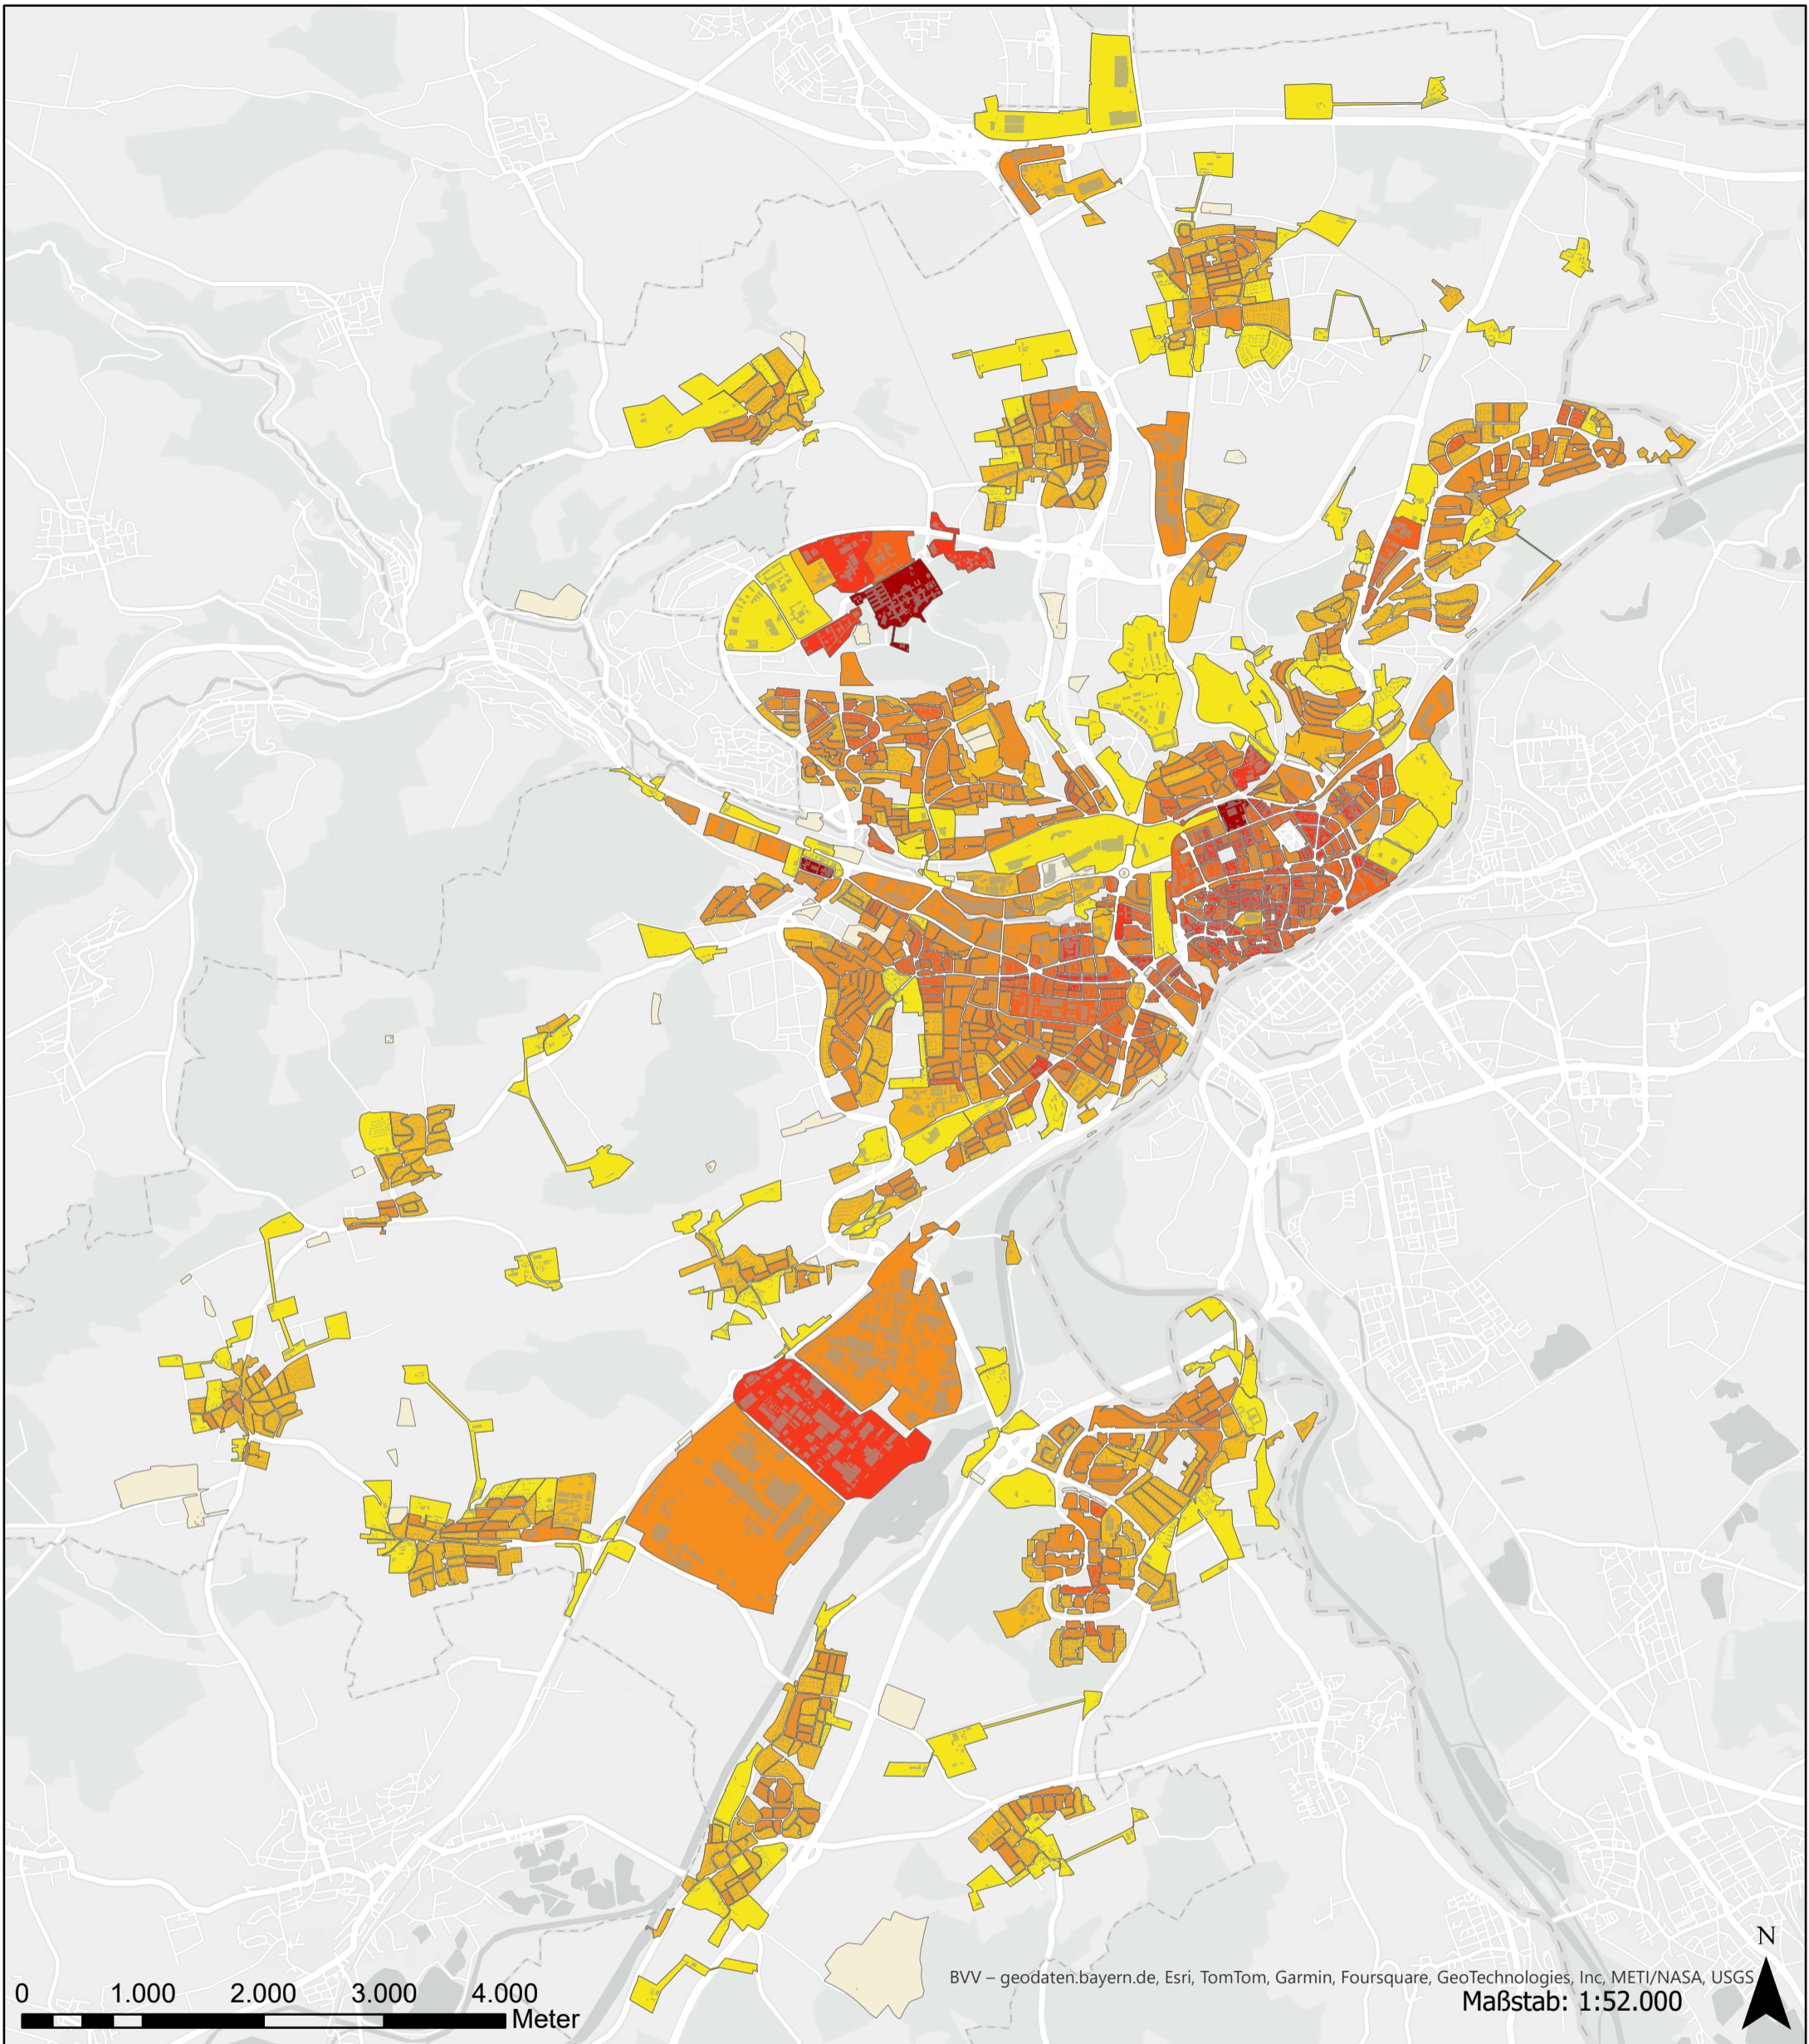 N
BVV – geodaten.bayern.de, Esri, TomTom, Garmin, Foursquare, GeoTechnologies, Inc, METI/NASA, USGS
0 1.000 2.000 3.000 4.000
Meter
Maßstab: 1:52.000